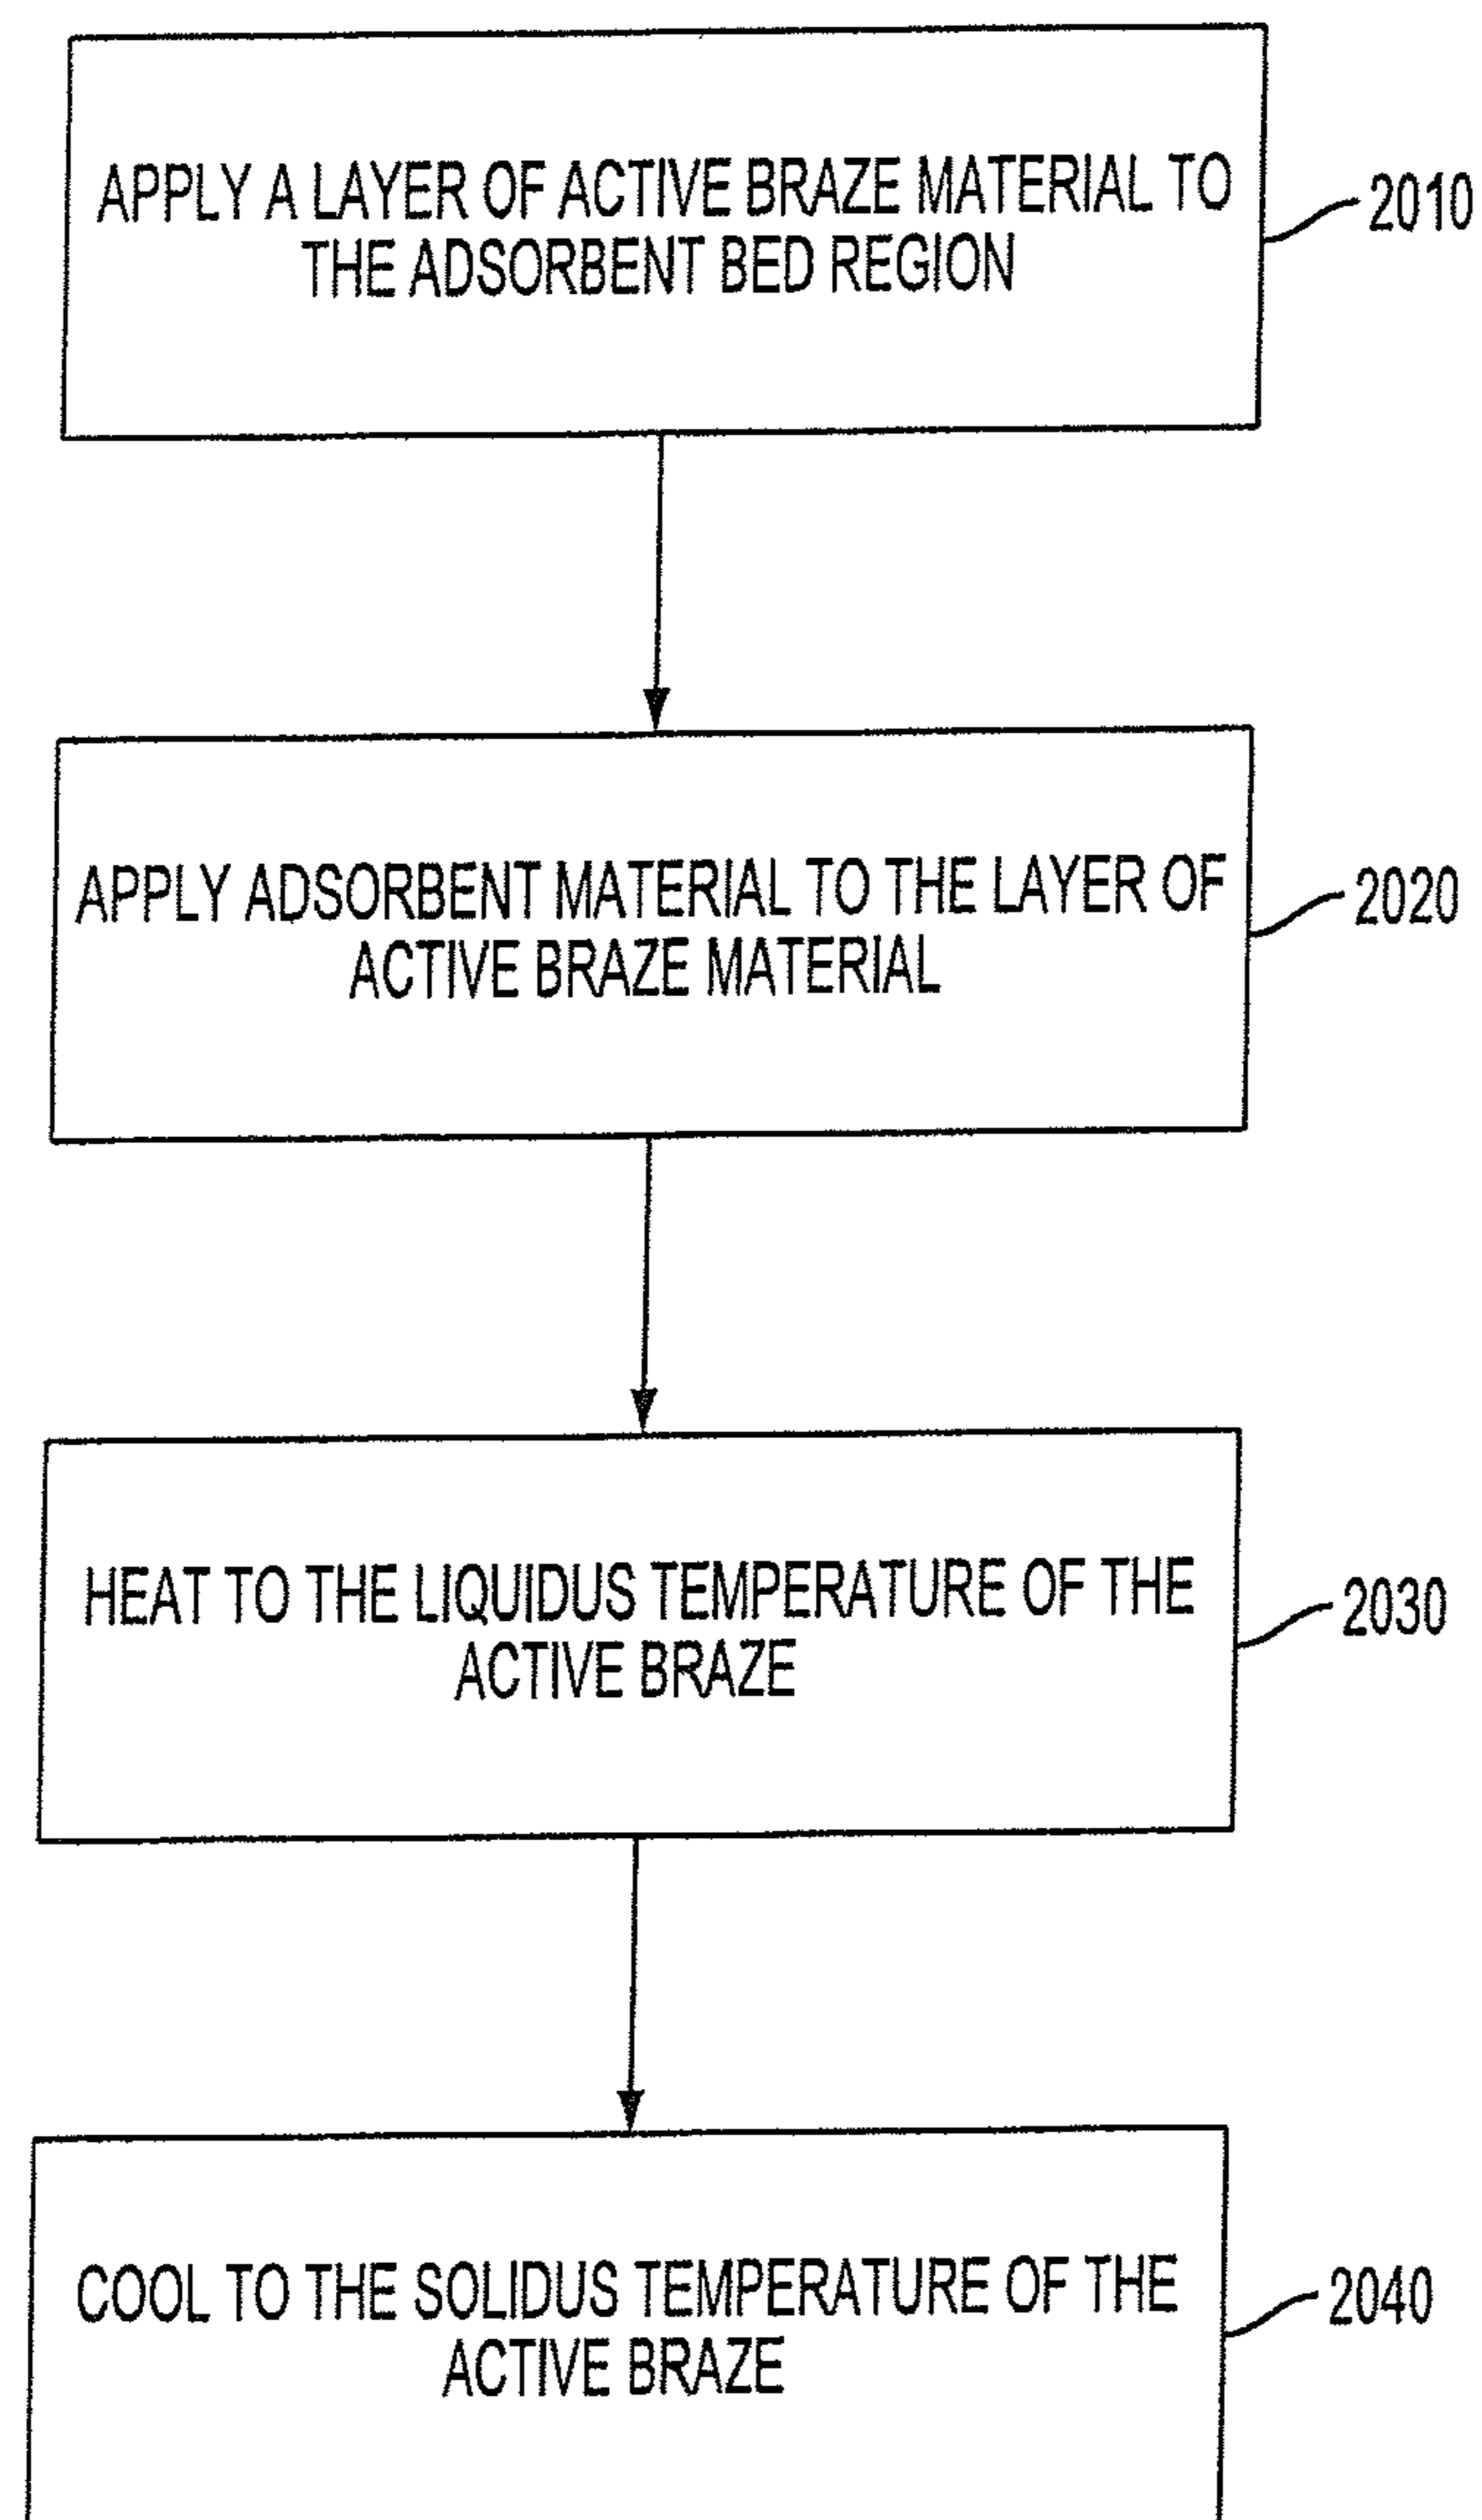 APPLY A LAYER OF ACTIVE BRAZE MATERIAL TO
THE ADSORBENT BED REGION
2010
APPLY ADSORBENT MATERIAL TO THE LAYER OF
ACTIVE BRAZE MATERIAL
2020
HEAT TO THE LIQUIDUS TEMPERATURE OF THE
ACTIVE BRAZE
2030
COOL TO THE SOLIDUS TEMPERATURE OF THE
ACTIVE BRAZE
2040